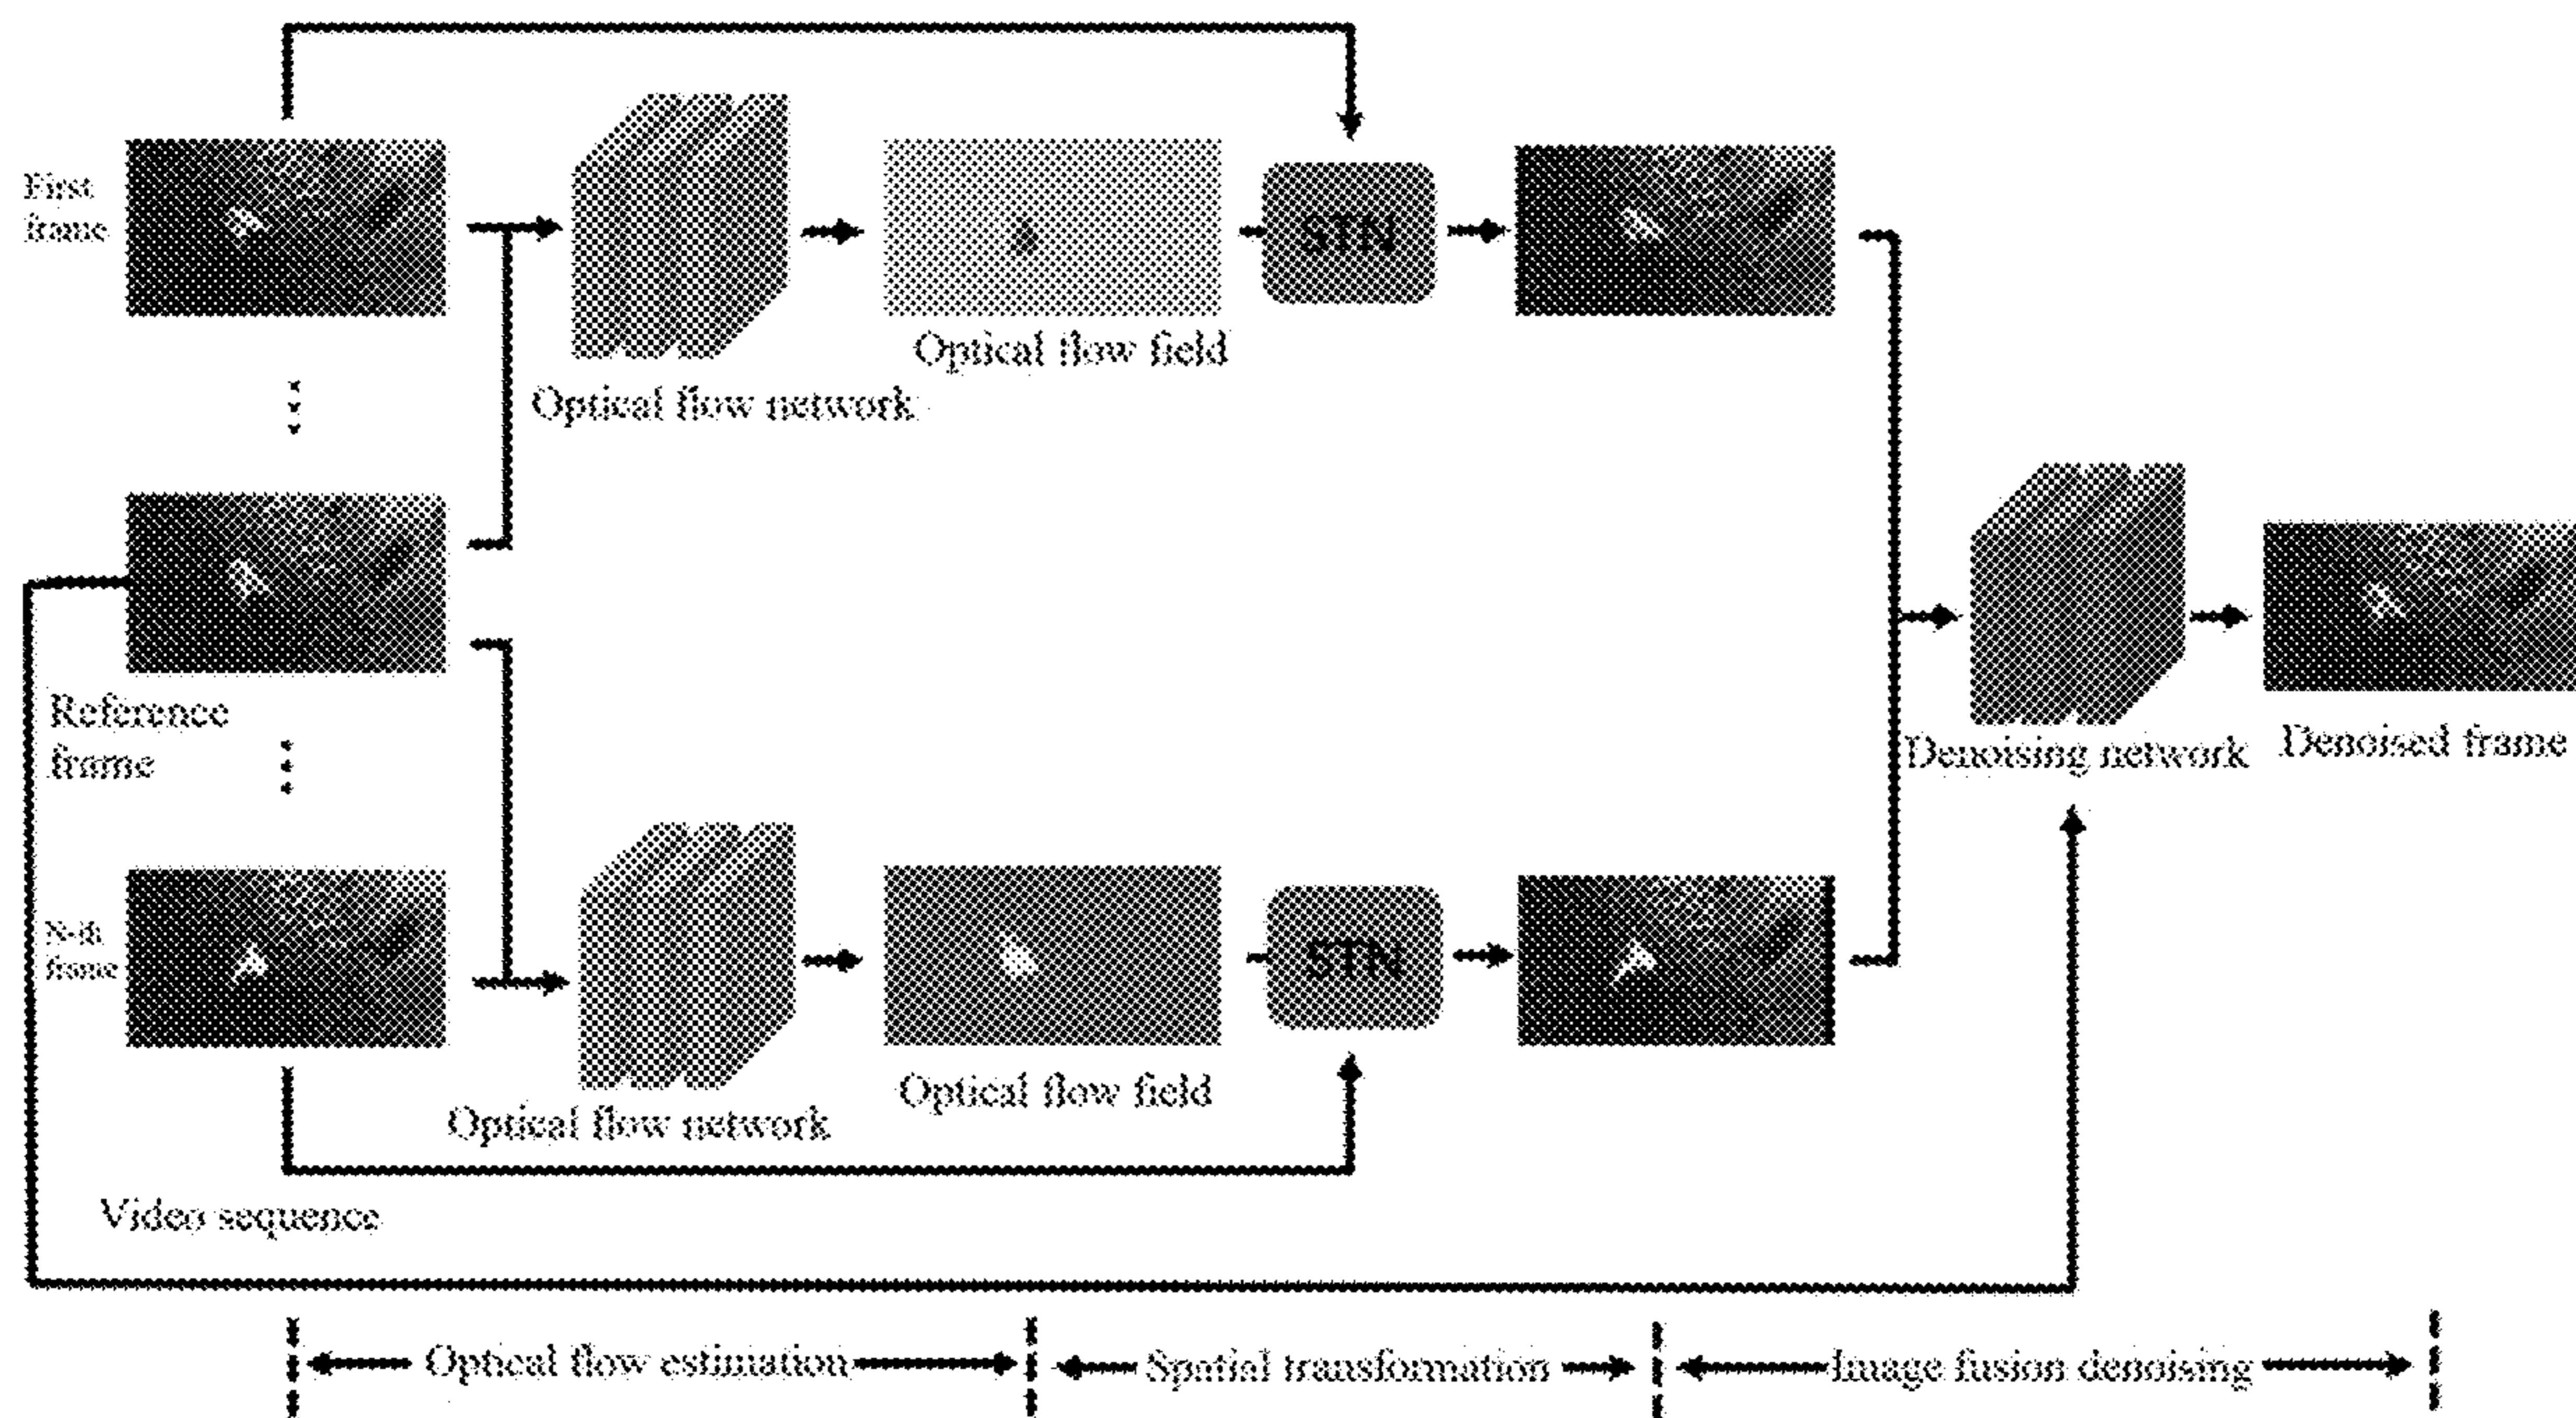 First
frame
STN
Optical flow field
Optical flow network
Reference
frame
Denoising network
Denoised frame
N-th
frame
STN
Optical flow field
Optical flow network
Video sequence
Optical flow estimation
Spatial transformation
Image fusion denoising